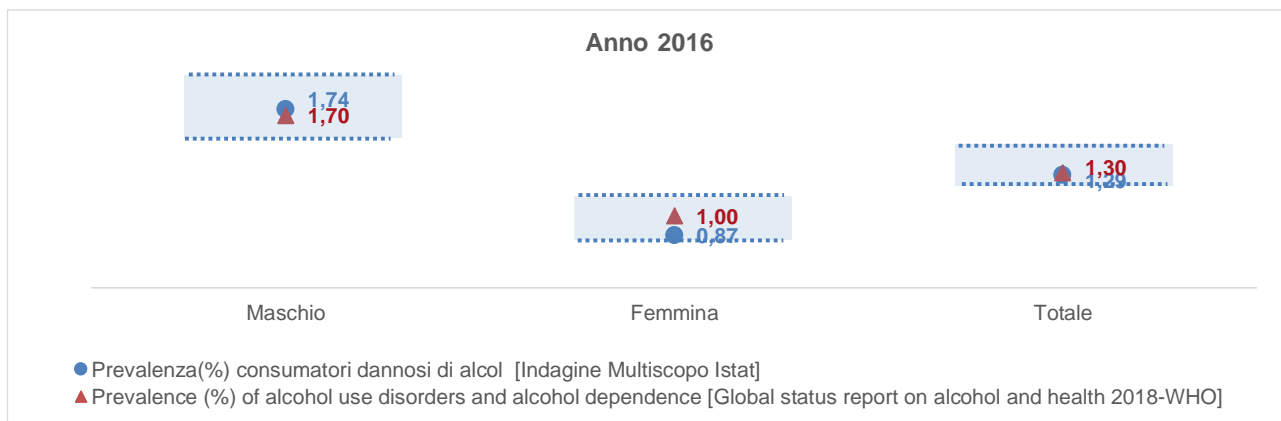 Anno 2016
1,74
1,70
1,00
0,87
1,30
1,29
Maschio Femmina Totale
Prevalenza(%) consumatori dannosi di alcol [Indagine Multiscopo Istat]
Prevalence (%) of alcohol use disorders and alcohol dependence [Global status report on alcohol and health 2018-WHO]